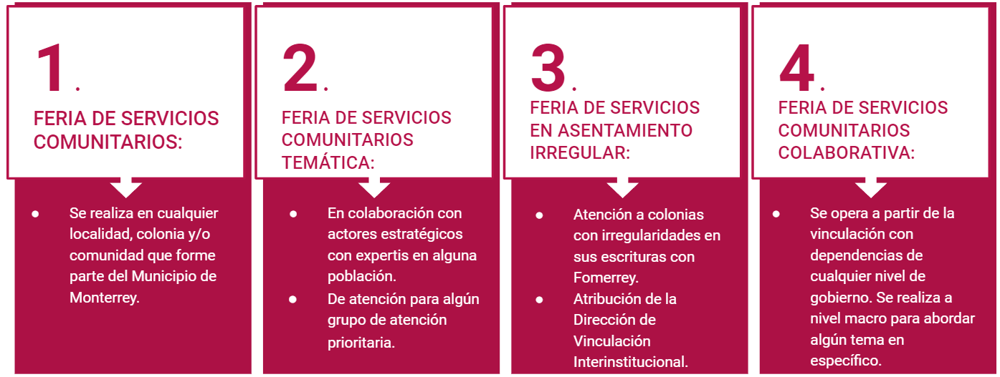 1.
FERIA DE SERVICIOS
COMUNITARIOS:
● Se realiza en cualquier
localidad, colonia y/o
comunidad que forme
parte del Municipio de
Monterrey.
2.
FERIA DE SERVICIOS
COMUNITARIOS
TEMÁTICA:
● En colaboración con
actores estratégicos
con expertis en alguna
población.
● De atención para algún
grupo de atención
prioritaria.
3.
FERIA DE SERVICIOS
EN ASENTAMIENTO
IRREGULAR:
● Atención a colonias
con irregularidades en
sus escrituras con
Fomerrey.
● Atribución de la
Dirección de
Vinculación
Interinstitucional.
4.
FERIA DE SERVICIOS
COMUNITARIOS
COLABORATIVA:
● Se opera a partir de la
vinculación con
dependencias de
cualquier nivel de
gobierno. Se realiza a
nivel macro para abordar
algún tema en
específico.